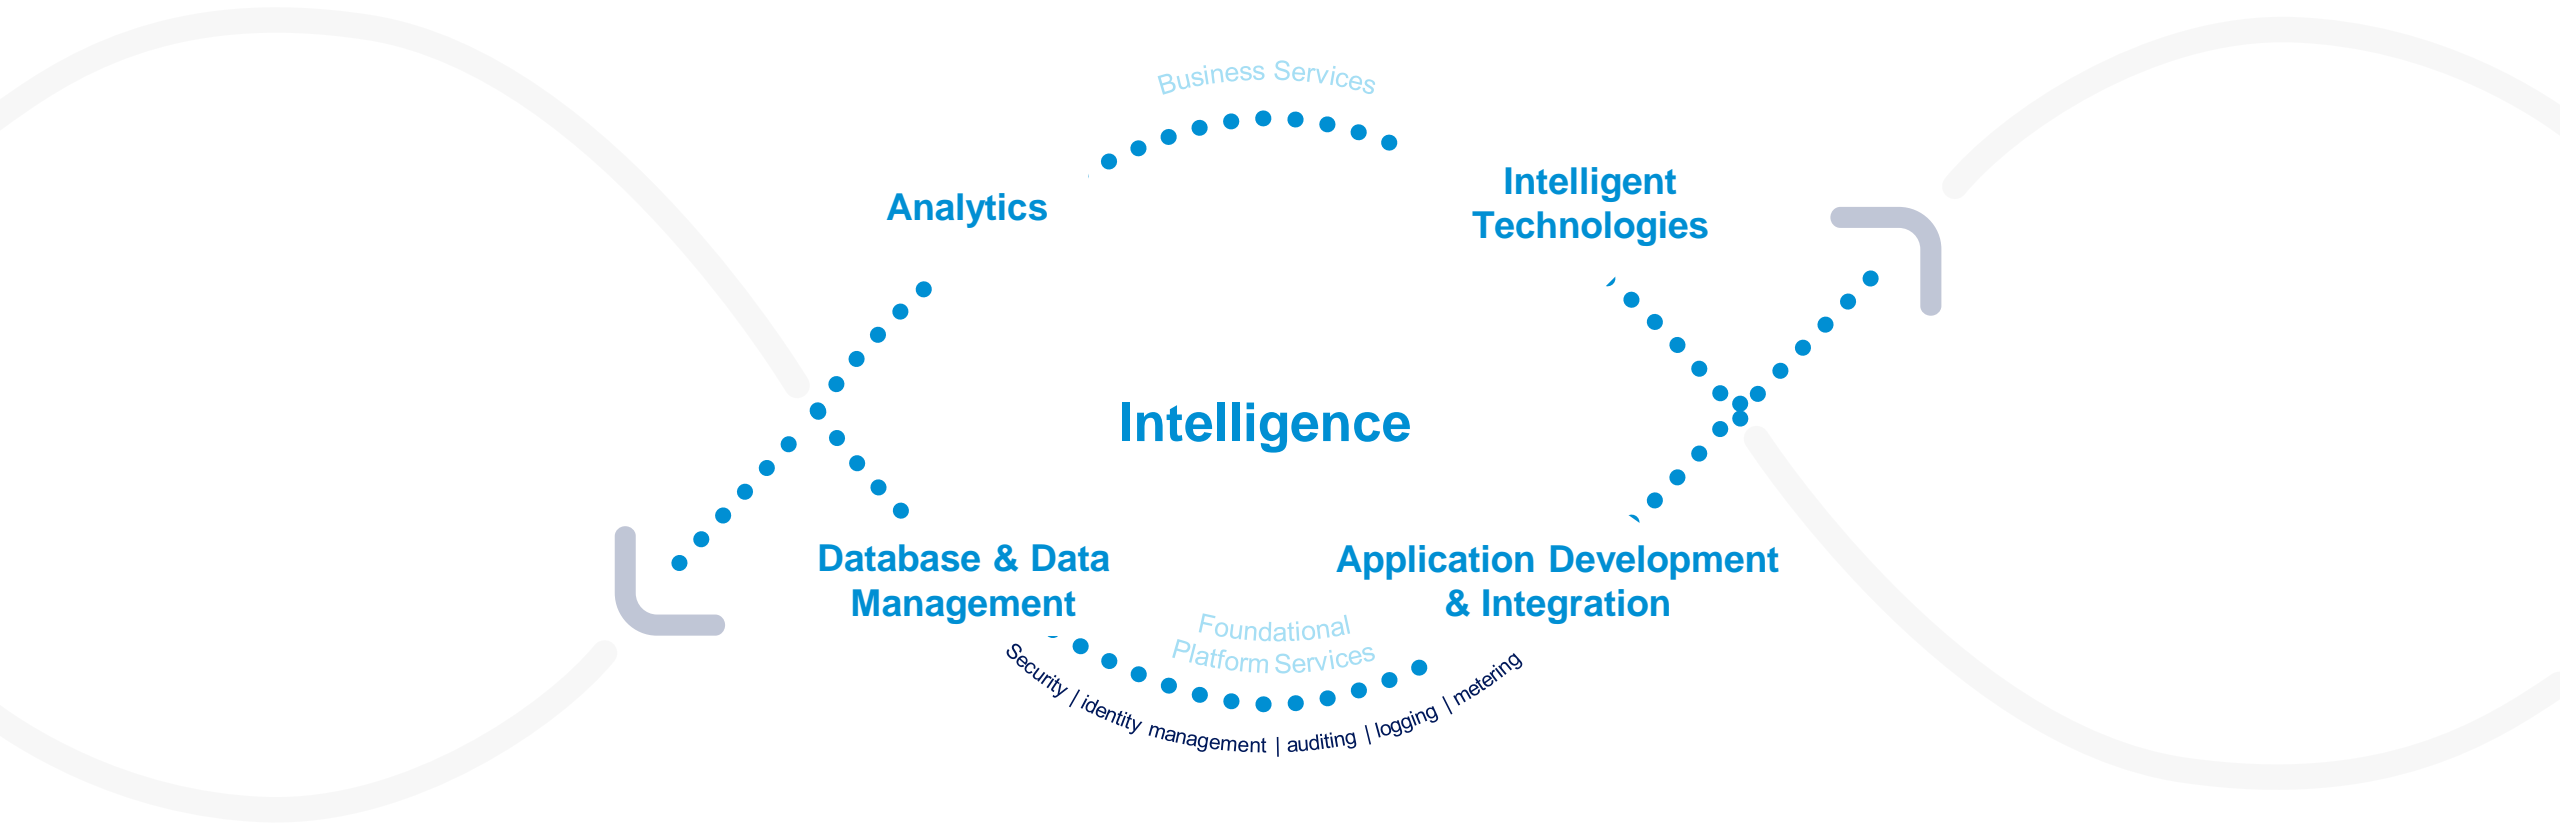 Business Services
Analytics
Intelligent
Technologies
Intelligence
Database & Data
Management
Application Development
& Integration
Foundational
Platform Services
Security | identity management | auditing | logging | metering